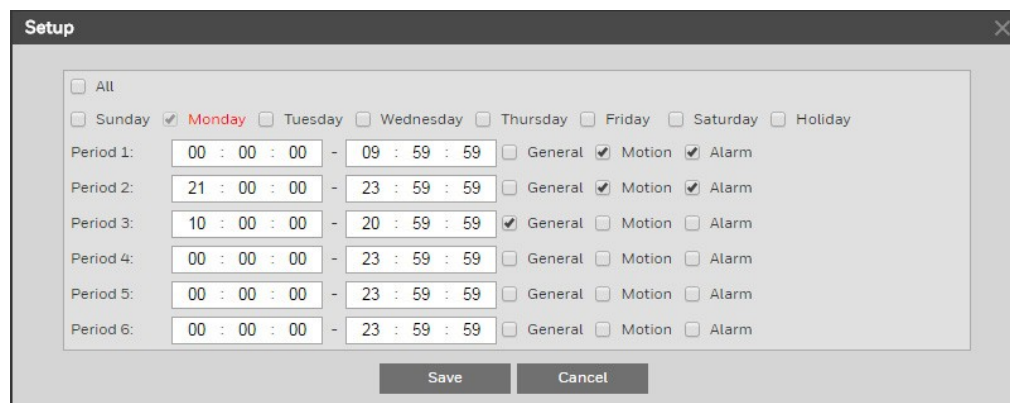 Setup
All
Sunday Monday Tuesday Wednesday Thursday Friday Saturday Holiday
Period 1: 00 : 00 : 00 - 09 : 59 : 59 General Motion Alarm
Period 2: 21 : 00 : 00 - 23 : 59 : 59 General Motion Alarm
Period 3: 10 : 00 : 00 - 20 : 59 : 59 General Motion Alarm
Period 4: 00 : 00 : 00 - 23 : 59 : 59 General Motion Alarm
Period 5: 00 : 00 : 00 - 23 : 59 : 59 General Motion Alarm
Period 6: 00 : 00 : 00 - 23 : 59 : 59 General Motion Alarm
Save Cancel